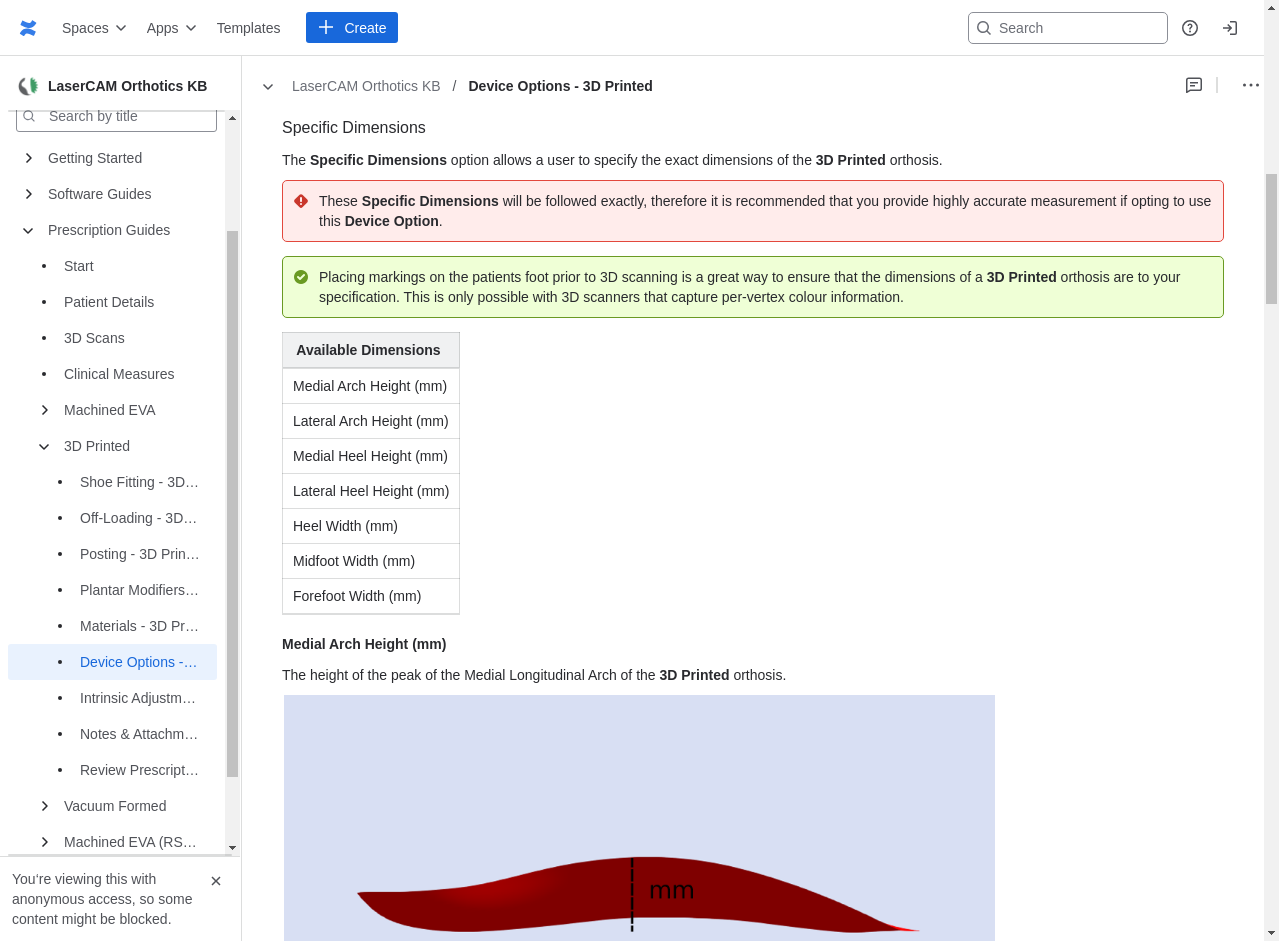 Spaces Apps Templates Create Search
LaserCAM Orthotics KB
Search by title
Getting Started
Software Guides
Prescription Guides
Start
Patient Details
3D Scans
Clinical Measures
Machined EVA
3D Printed
Shoe Fitting - 3D…
Off-Loading - 3D…
Posting - 3D Prin…
Plantar Modifiers…
Materials - 3D Pr…
Device Options -…
Intrinsic Adjustm…
Notes & Attachm…
Review Prescript…
Vacuum Formed
Machined EVA (RS…
You‘re viewing this with
anonymous access, so some
content might be blocked.
LaserCAM Orthotics KB / Device Options - 3D Printed
Specific Dimensions
The Specific Dimensions option allows a user to specify the exact dimensions of the 3D Printed orthosis.
These Specific Dimensions will be followed exactly, therefore it is recommended that you provide highly accurate measurement if opting to use
this Device Option.
Placing markings on the patients foot prior to 3D scanning is a great way to ensure that the dimensions of a 3D Printed orthosis are to your
specification. This is only possible with 3D scanners that capture per-vertex colour information.
Available Dimensions
Medial Arch Height (mm)
Lateral Arch Height (mm)
Medial Heel Height (mm)
Lateral Heel Height (mm)
Heel Width (mm)
Midfoot Width (mm)
Forefoot Width (mm)
Medial Arch Height (mm)
The height of the peak of the Medial Longitudinal Arch of the 3D Printed orthosis.
mm